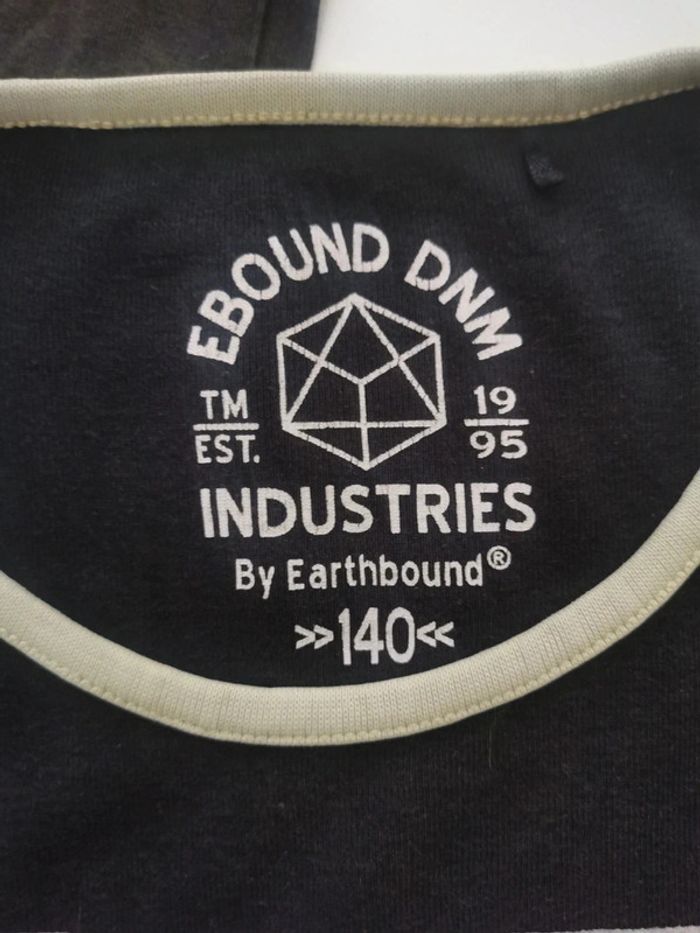 EBOUND DNM
TM
EST.
19
95
INDUSTRIES
By Earthbound®
>>140<<